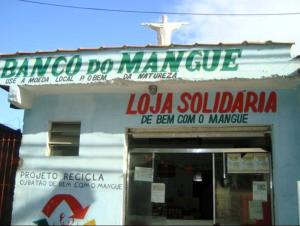 BANCO DO MANGUE
USE A MOEDA LOCAL P/O BEM DA NATUREZA
LOJA SOLIDÁRIA
DE BEM COM O MANGUE
PROJETO RECICLA
CUBATÃO DE BEM COM O MANGUE